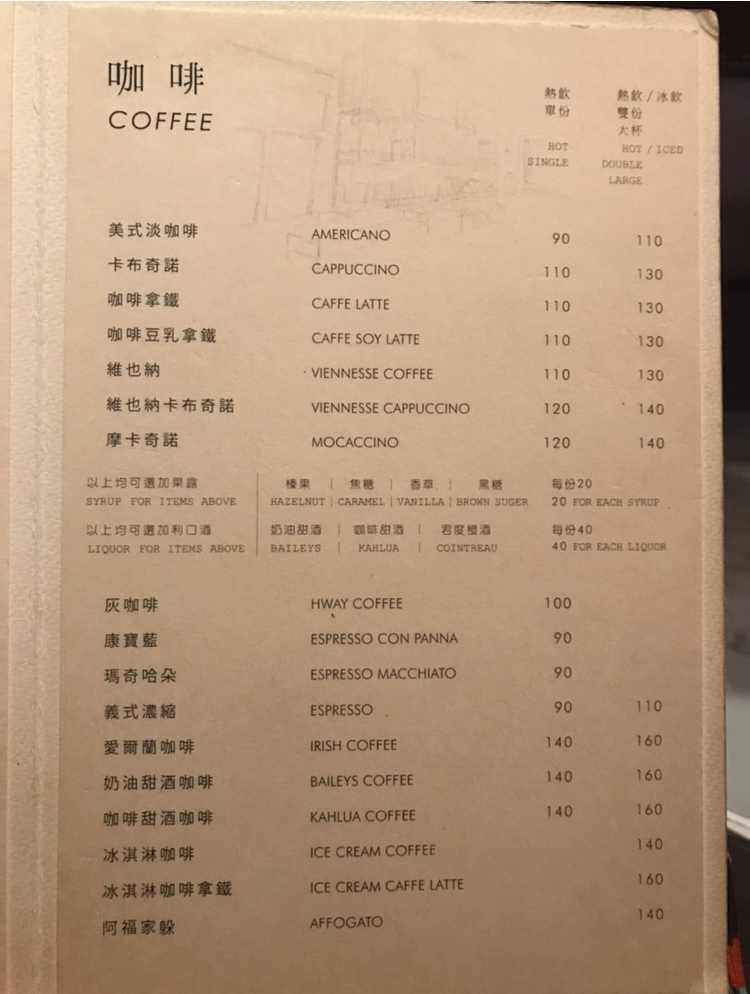 咖啡
COFFEE
熱飲 熱飲/冰飲
單份 雙份
大杯
HOT HOT / ICED
SINGLE DOUBLE
LARGE
美式淡咖啡 AMERICANO 90 110
卡布奇諾 CAPPUCCINO 110 130
咖啡拿鐵 CAFFE LATTE 110 130
咖啡豆乳拿鐵 CAFFE SOY LATTE 110 130
維也納 VIENNESSE COFFEE 110 130
維也納卡布奇諾 VIENNESSE CAPPUCCINO 120 140
摩卡奇諾 MOCACCINO 120 140
以上均可選加果露 榛果 | 焦糖 | 香草 | 黑糖 每份20
SYRUP FOR ITEMS ABOVE HAZELNUT | CARAMEL | VANILLA | BROWN SUGER 20 FOR EACH SYRUP
以上均可選加利口酒 奶油甜酒 | 咖啡甜酒 | 君度橙酒 每份40
LIQUOR FOR ITEMS ABOVE BAILEYS | KAHLUA | COINTREAU 40 FOR EACH LIQUOR
灰咖啡 HWAY COFFEE 100
康寶藍 ESPRESSO CON PANNA 90
瑪奇哈朵 ESPRESSO MACCHIATO 90
義式濃縮 ESPRESSO 90 110
愛爾蘭咖啡 IRISH COFFEE 140 160
奶油甜酒咖啡 BAILEYS COFFEE 140 160
咖啡甜酒咖啡 KAHLUA COFFEE 140 160
冰淇淋咖啡 ICE CREAM COFFEE 140
冰淇淋咖啡拿鐵 ICE CREAM CAFFE LATTE 160
阿福家躲 AFFOGATO 140